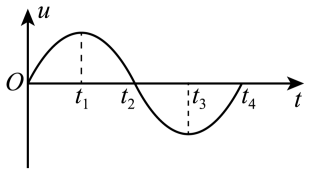 u
O t₁ t₂ t₃ t₄ t